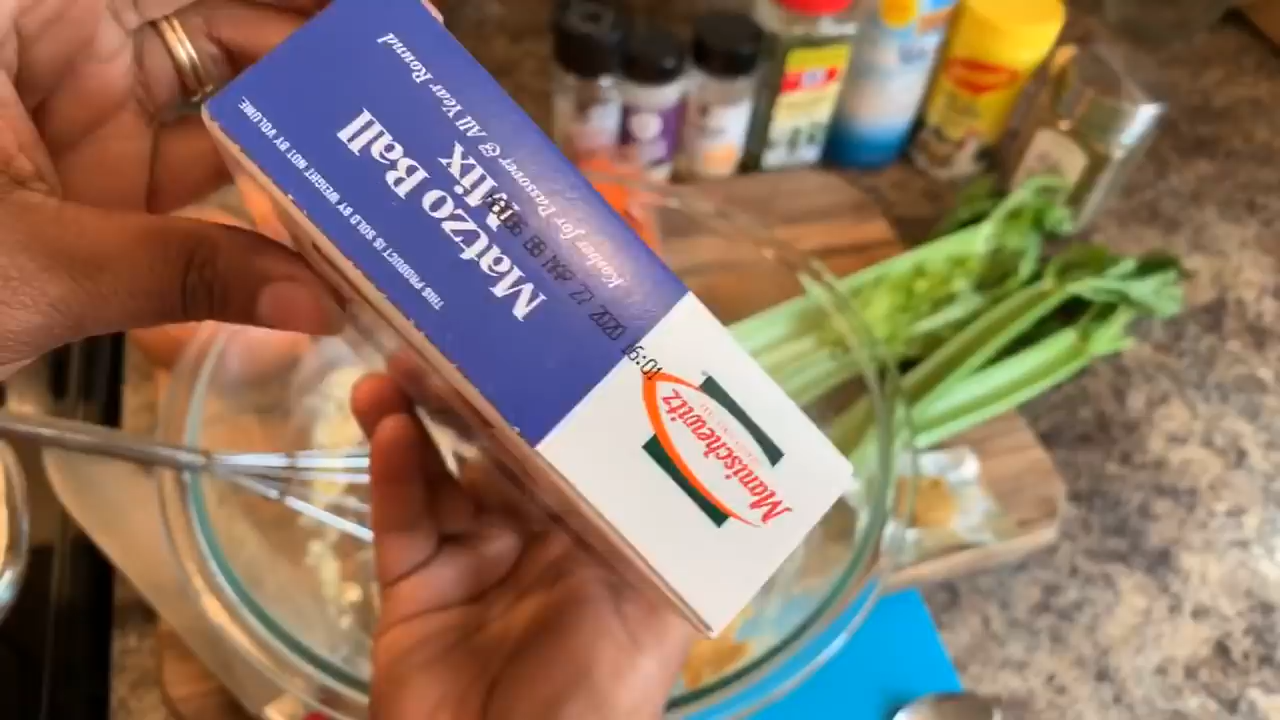 Manischewitz
Matzo Ball
Mix
Kosher for Passover & All Year Round
THIS PRODUCT IS SOLD BY WEIGHT NOT BY VOLUME